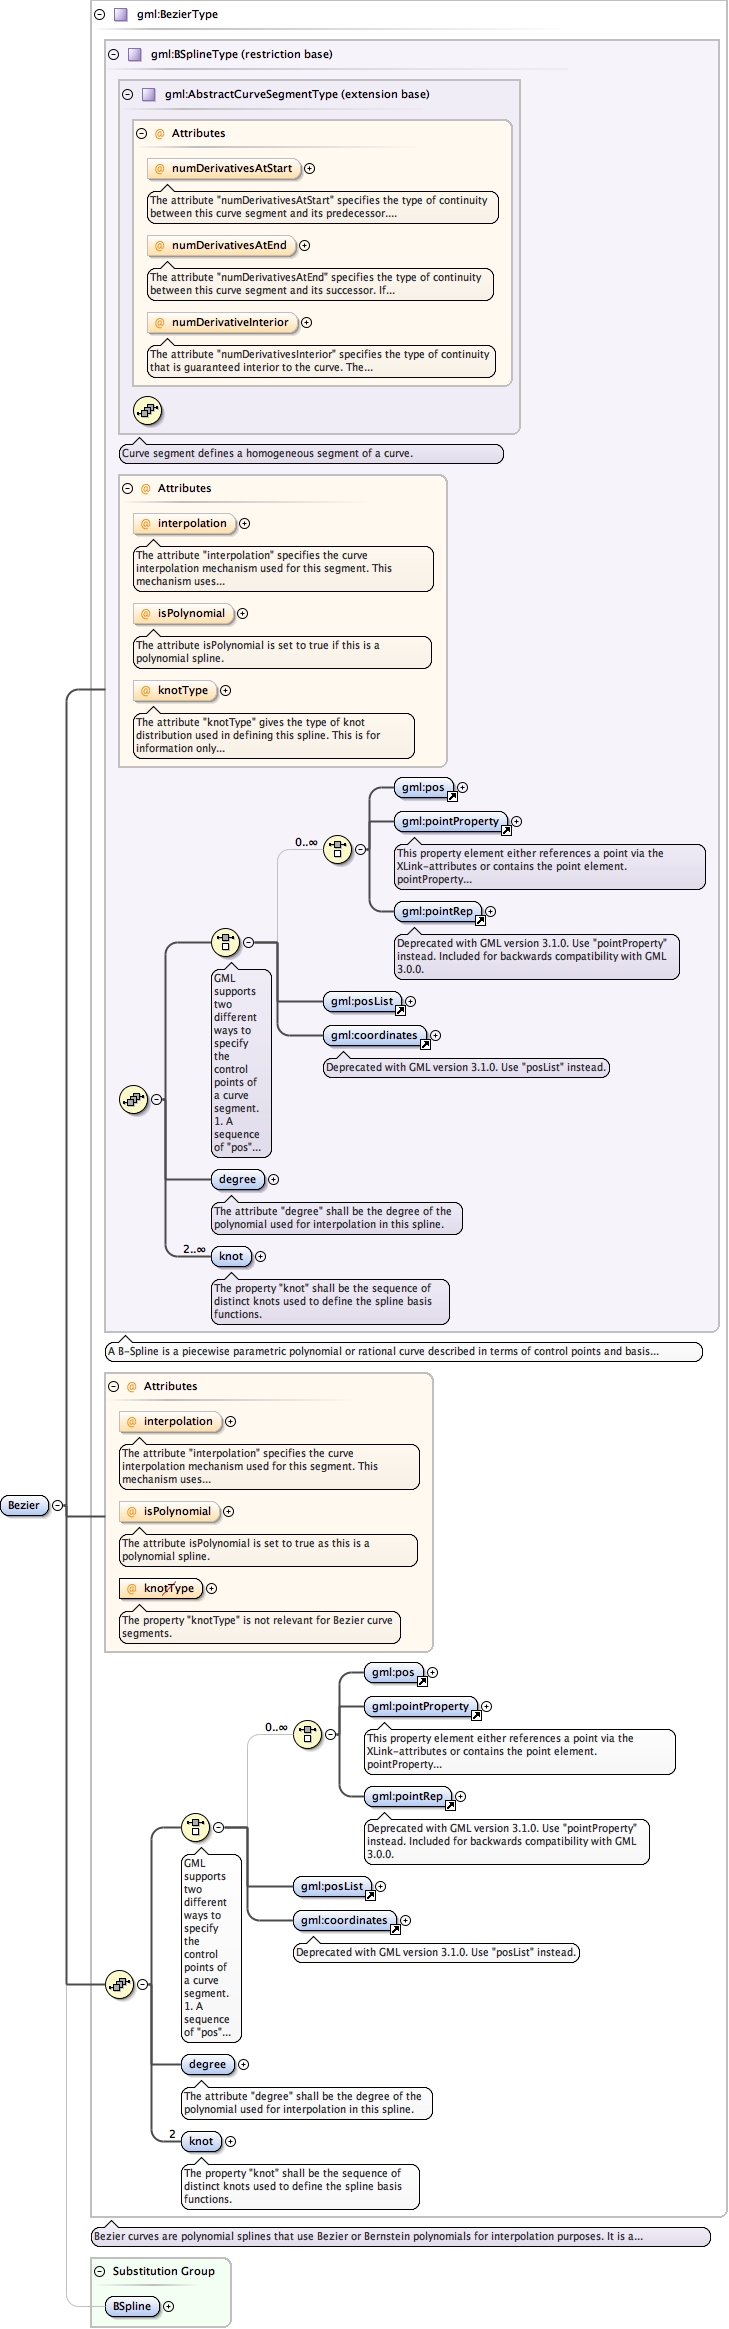 gml:BezierType
gml:BSplineType (restriction base)
gml:AbstractCurveSegmentType (extension base)
@ Attributes
@ numDerivativesAtStart
The attribute "numDerivativesAtStart" specifies the type of continuity
between this curve segment and its predecessor....
@ numDerivativesAtEnd
The attribute "numDerivativesAtEnd" specifies the type of continuity
between this curve segment and its successor. If...
@ numDerivativeInterior
The attribute "numDerivativesInterior" specifies the type of continuity
that is guaranteed interior to the curve. The...
Curve segment defines a homogeneous segment of a curve.
@ Attributes
@ interpolation
The attribute "interpolation" specifies the curve
interpolation mechanism used for this segment. This
mechanism uses...
@ isPolynomial
The attribute isPolynomial is set to true if this is a
polynomial spline.
@ knotType
The attribute "knotType" gives the type of knot
distribution used in defining this spline. This is for
information only...
gml:pos
gml:pointProperty
0..∞
This property element either references a point via the
XLink-attributes or contains the point element.
pointProperty...
gml:pointRep
Deprecated with GML version 3.1.0. Use "pointProperty"
instead. Included for backwards compatibility with GML
3.0.0.
GML
supports
two
different
ways to
specify
the
control
points of
a curve
segment.
1. A
sequence
of "pos"...
gml:posList
gml:coordinates
Deprecated with GML version 3.1.0. Use "posList" instead.
degree
The attribute "degree" shall be the degree of the
polynomial used for interpolation in this spline.
2..∞
knot
The property "knot" shall be the sequence of
distinct knots used to define the spline basis
functions.
A B-Spline is a piecewise parametric polynomial or rational curve described in terms of control points and basis...
@ Attributes
@ interpolation
The attribute "interpolation" specifies the curve
interpolation mechanism used for this segment. This
mechanism uses...
Bezier
@ isPolynomial
The attribute isPolynomial is set to true as this is a
polynomial spline.
@ knotType
The property "knotType" is not relevant for Bezier curve
segments.
gml:pos
gml:pointProperty
0..∞
This property element either references a point via the
XLink-attributes or contains the point element.
pointProperty...
gml:pointRep
Deprecated with GML version 3.1.0. Use "pointProperty"
instead. Included for backwards compatibility with GML
3.0.0.
GML
supports
two
different
ways to
specify
the
control
points of
a curve
segment.
1. A
sequence
of "pos"...
gml:posList
gml:coordinates
Deprecated with GML version 3.1.0. Use "posList" instead.
degree
The attribute "degree" shall be the degree of the
polynomial used for interpolation in this spline.
2
knot
The property "knot" shall be the sequence of
distinct knots used to define the spline basis
functions.
Bezier curves are polynomial splines that use Bezier or Bernstein polynomials for interpolation purposes. It is a...
Substitution Group
BSpline